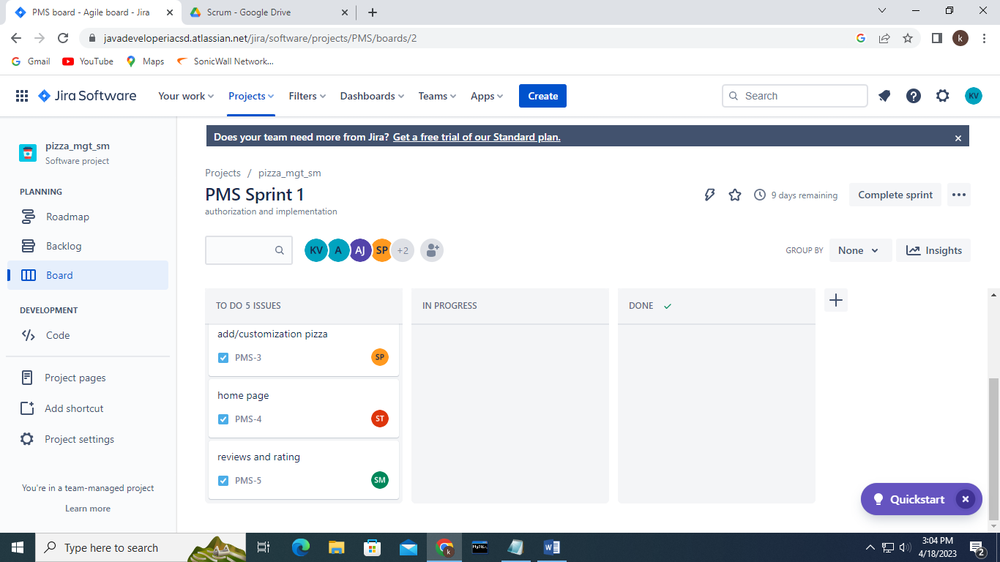 PMS board - Agile board - Jira
Scrum - Google Drive
javadeveloperiacsd.atlassian.net/jira/software/projects/PMS/boards/2
k
Gmail
YouTube
Maps
SonicWall Network...
Jira Software
Your work
Projects
Filters
Dashboards
Teams
Apps
Create
Search
KV
pizza_mgt_sm
Software project
PLANNING
Roadmap
Backlog
Board
DEVELOPMENT
Code
Project pages
Add shortcut
Project settings
You're in a team-managed project
Learn more
Does your team need more from Jira? Get a free trial of our Standard plan.
Projects / pizza_mgt_sm
PMS Sprint 1
authorization and implementation
9 days remaining
Complete sprint
KV A AJ SP +2
GROUP BY None
Insights
TO DO 5 ISSUES
add/customization pizza
PMS-3 SP
home page
PMS-4 ST
reviews and rating
PMS-5 SM
IN PROGRESS
DONE
Quickstart
Type here to search
k
MySQL
3:04 PM
4/18/2023
2